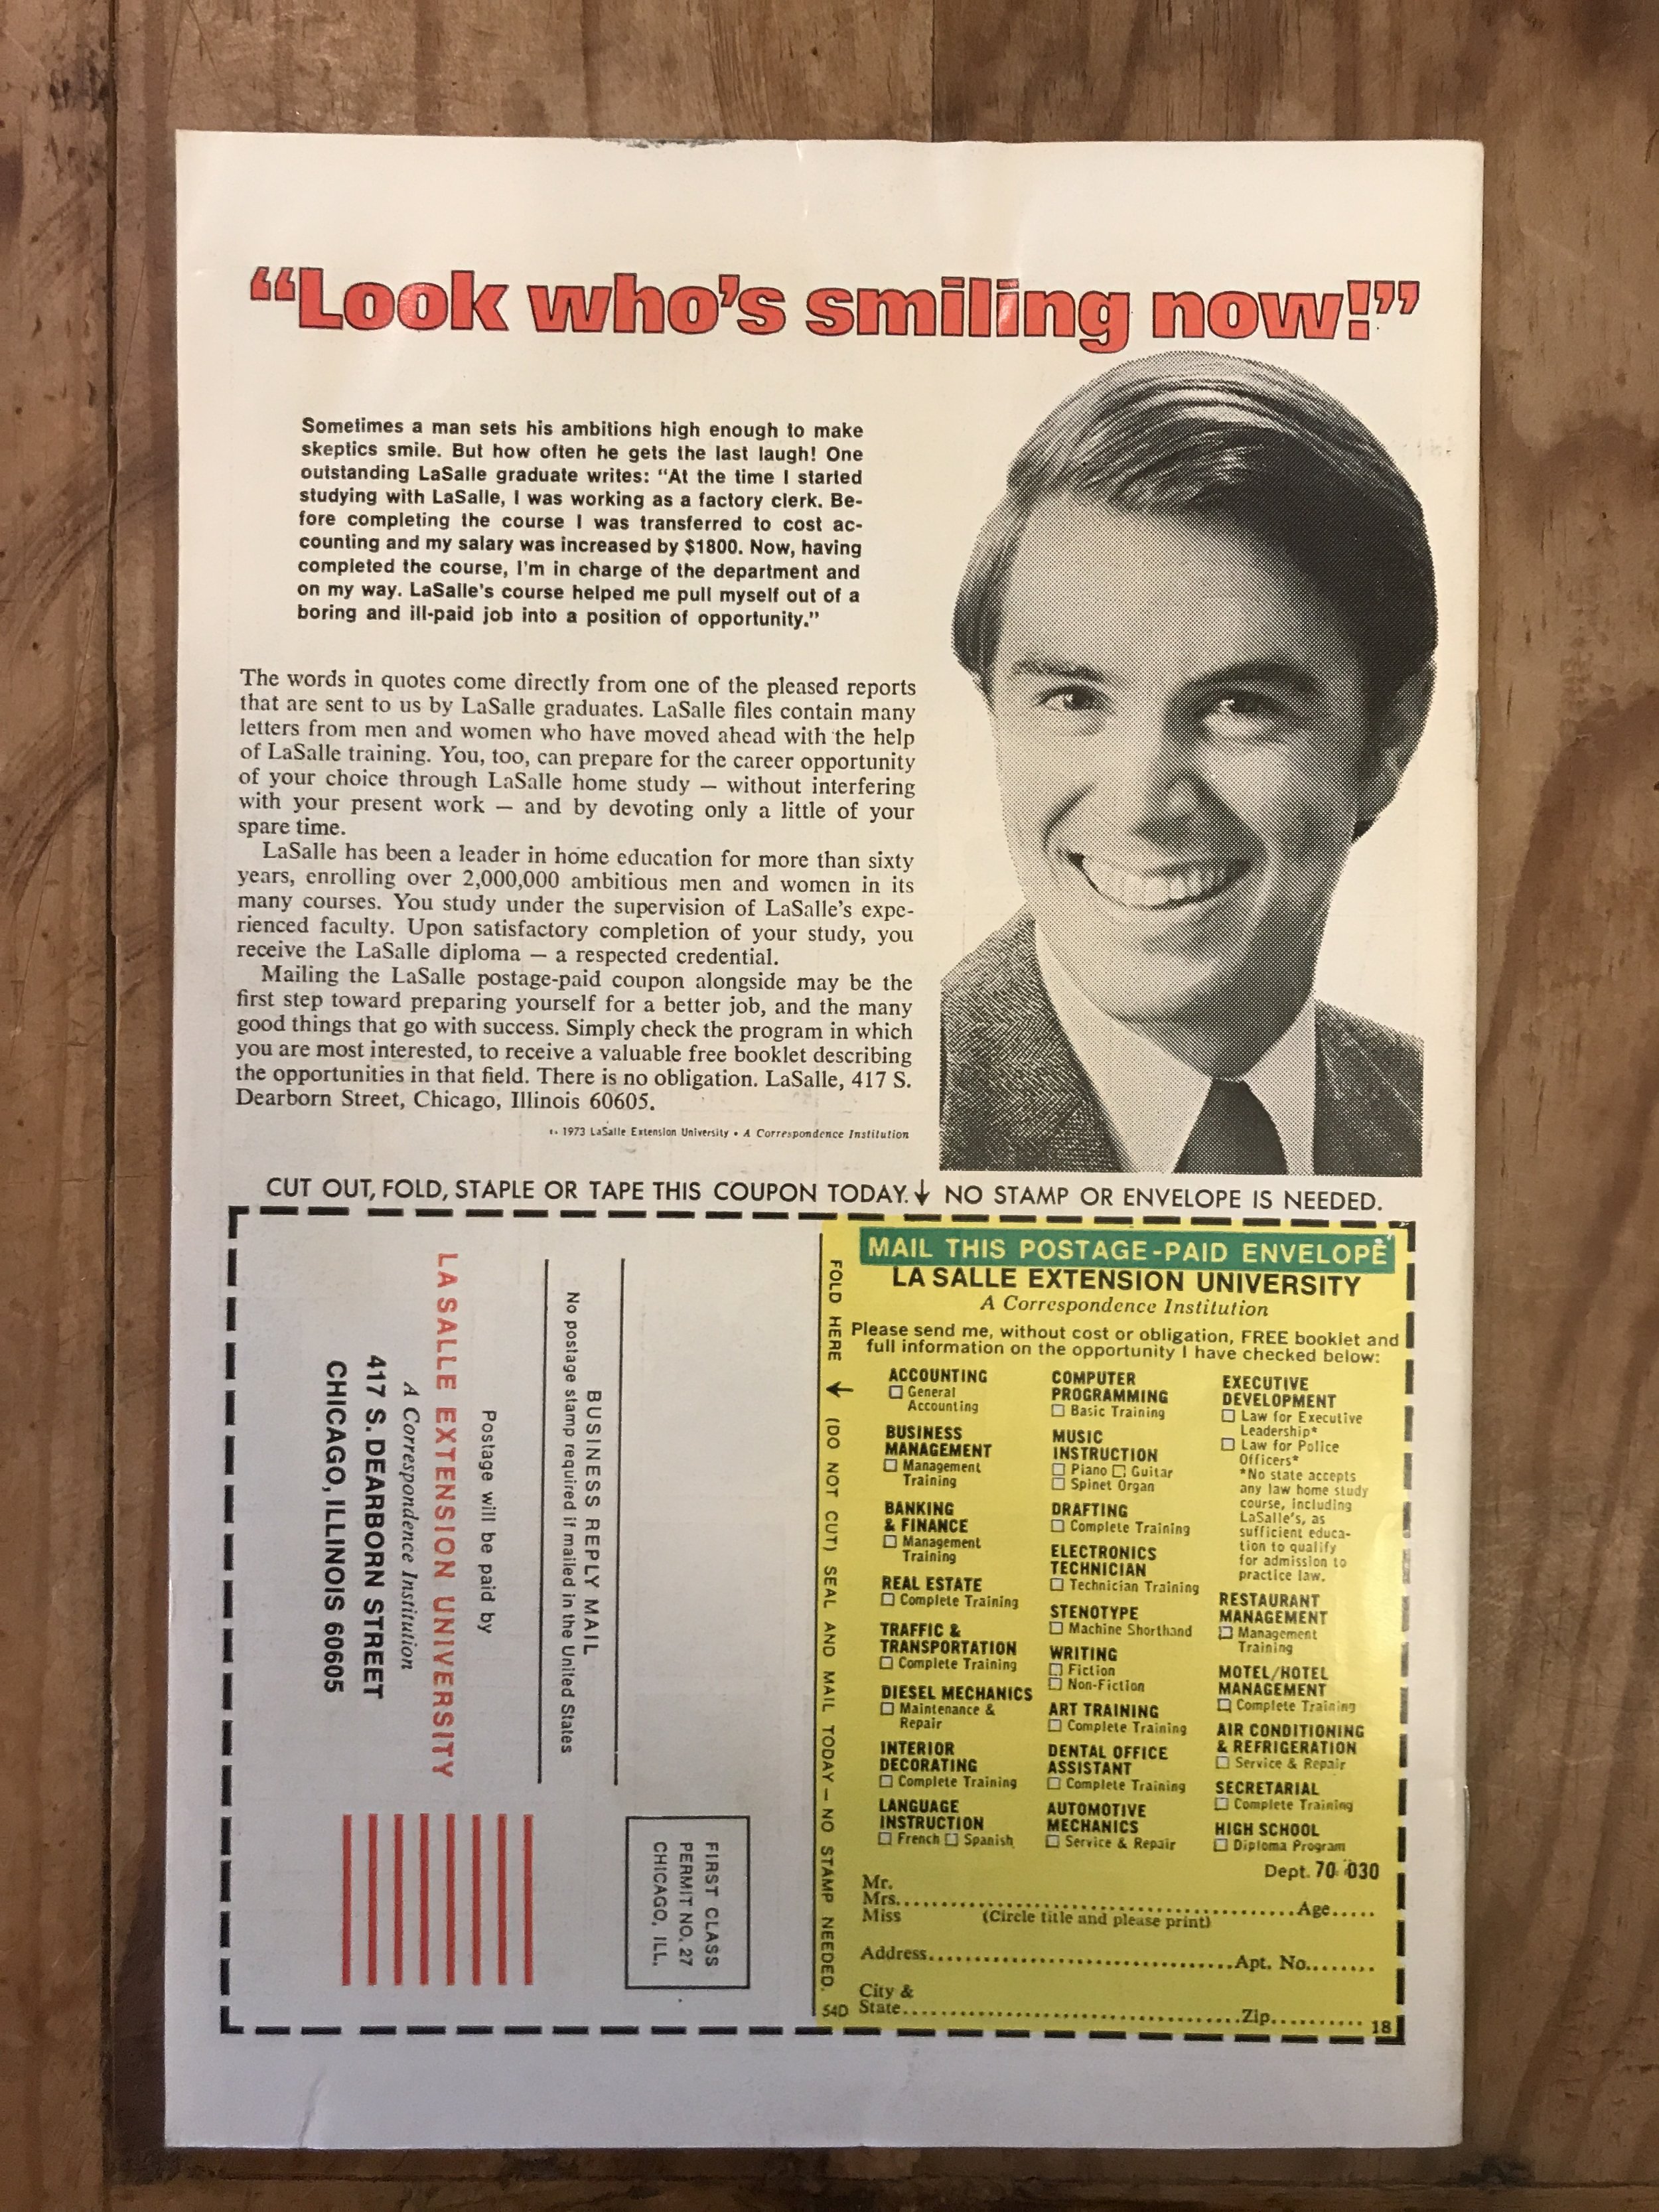 “Look who’s smiling now!”
Sometimes a man sets his ambitions high enough to make
skeptics smile. But how often he gets the last laugh! One
outstanding LaSalle graduate writes: “At the time I started
studying with LaSalle, I was working as a factory clerk. Be-
fore completing the course I was transferred to cost ac-
counting and my salary was increased by $1800. Now, having
completed the course, I’m in charge of the department and
on my way. LaSalle’s course helped me pull myself out of a
boring and ill-paid job into a position of opportunity.”
The words in quotes come directly from one of the pleased reports
that are sent to us by LaSalle graduates. LaSalle files contain many
letters from men and women who have moved ahead with the help
of LaSalle training. You, too, can prepare for the career opportunity
of your choice through LaSalle home study — without interfering
with your present work — and by devoting only a little of your
spare time.
LaSalle has been a leader in home education for more than sixty
years, enrolling over 2,000,000 ambitious men and women in its
many courses. You study under the supervision of LaSalle’s expe-
rienced faculty. Upon satisfactory completion of your study, you
receive the LaSalle diploma — a respected credential.
Mailing the LaSalle postage-paid coupon alongside may be the
first step toward preparing yourself for a better job, and the many
good things that go with success. Simply check the program in which
you are most interested, to receive a valuable free booklet describing
the opportunities in that field. There is no obligation. LaSalle, 417 S.
Dearborn Street, Chicago, Illinois 60605.
1973 LaSalle Extension University • A Correspondence Institution
CUT OUT, FOLD, STAPLE OR TAPE THIS COUPON TODAY.↓ NO STAMP OR ENVELOPE IS NEEDED.
FIRST CLASS
PERMIT NO. 27
CHICAGO, ILL.
BUSINESS REPLY MAIL
No postage stamp required if mailed in the United States
Postage will be paid by
LA SALLE EXTENSION UNIVERSITY
A Correspondence Institution
417 S. DEARBORN STREET
CHICAGO, ILLINOIS 60605
FOLD HERE ↓ (DO NOT CUT) SEAL AND MAIL TODAY — NO STAMP NEEDED.
54D
MAIL THIS POSTAGE-PAID ENVELOPE
LA SALLE EXTENSION UNIVERSITY
A Correspondence Institution
Please send me, without cost or obligation, FREE booklet and
full information on the opportunity I have checked below:
ACCOUNTING
☐ General
Accounting
BUSINESS
MANAGEMENT
☐ Management
Training
BANKING
& FINANCE
☐ Management
Training
REAL ESTATE
☐ Complete Training
TRAFFIC &
TRANSPORTATION
☐ Complete Training
DIESEL MECHANICS
☐ Maintenance &
Repair
INTERIOR
DECORATING
☐ Complete Training
LANGUAGE
INSTRUCTION
☐ French ☐ Spanish
COMPUTER
PROGRAMMING
☐ Basic Training
MUSIC
INSTRUCTION
☐ Piano ☐ Guitar
☐ Spinet Organ
DRAFTING
☐ Complete Training
ELECTRONICS
TECHNICIAN
☐ Technician Training
STENOTYPE
☐ Machine Shorthand
WRITING
☐ Fiction
☐ Non-Fiction
ART TRAINING
☐ Complete Training
DENTAL OFFICE
ASSISTANT
☐ Complete Training
AUTOMOTIVE
MECHANICS
☐ Service & Repair
EXECUTIVE
DEVELOPMENT
☐ Law for Executive
Leadership*
☐ Law for Police
Officers*
*No state accepts
any law home study
course, including
LaSalle’s, as
sufficient educa-
tion to qualify
for admission to
practice law.
RESTAURANT
MANAGEMENT
☐ Management
Training
MOTEL/HOTEL
MANAGEMENT
☐ Complete Training
AIR CONDITIONING
& REFRIGERATION
☐ Service & Repair
SECRETARIAL
☐ Complete Training
HIGH SCHOOL
☐ Diploma Program
Dept. 70-030
Mr.
Mrs..........Age.....
Miss (Circle title and please print)
Address..........Apt. No........
City &
State..........Zip..........
18